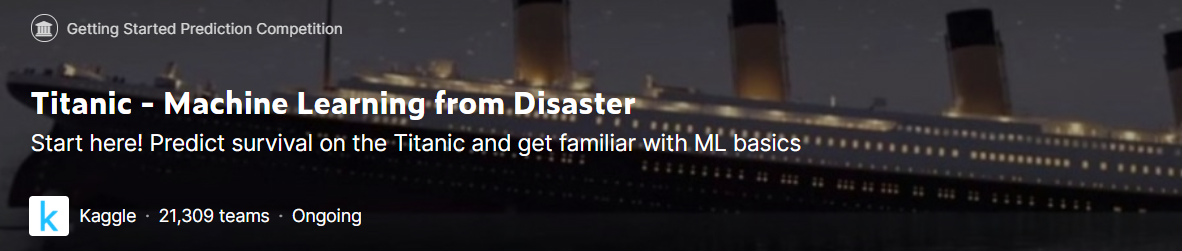 Getting Started Prediction Competition
Titanic - Machine Learning from Disaster
Start here! Predict survival on the Titanic and get familiar with ML basics
k Kaggle · 21,309 teams · Ongoing